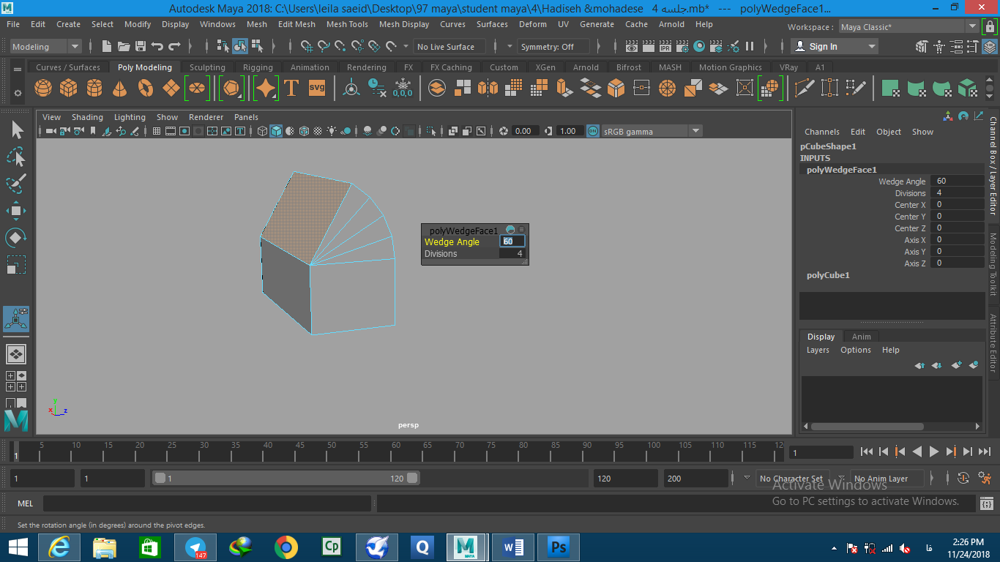 Autodesk Maya 2018: C:\Users\leila saeid\Desktop\97 maya\student maya\4\Hadiseh &mohadese 4 جلسه.mb* --- polyWedgeFace1...
File Edit Create Select Modify Display Windows Mesh Edit Mesh Mesh Tools Mesh Display Curves Surfaces Deform UV Generate Cache Arnold Help
Workspace : Maya Classic*
Modeling No Live Surface Symmetry: Off IPR Sign In
Curves / Surfaces Poly Modeling Sculpting Rigging Animation Rendering FX FX Caching Custom XGen Arnold Bifrost MASH Motion Graphics VRay A1
T SVG 0,0,0
View Shading Lighting Show Renderer Panels
0.00 1.00 ON sRGB gamma
Channels Edit Object Show
pCubeShape1
INPUTS
polyWedgeFace1
Wedge Angle 60
Divisions 4
Center X 0
Center Y 0
Center Z 0
Axis X 0
Axis Y 0
Axis Z 0
polyCube1
Channel Box / Layer Editor
Modeling Toolkit
Attribute Editor
polyWedgeFace1
Wedge Angle 60
Divisions 4
Display Anim
Layers Options Help
y
x z
persp
M
5 10 15 20 25 30 35 40 45 50 55 60 65 70 75 80 85 90 95 100 105 110 115 12
1 1
1 1 1 120 120 200 No Character Set No Anim Layer
Activate Windows
Go to PC settings to activate Windows.
MEL
Set the rotation angle (in degrees) around the pivot edges.
147 Cp Q M MAYA W Ps
فا
2:26 PM
11/24/2018